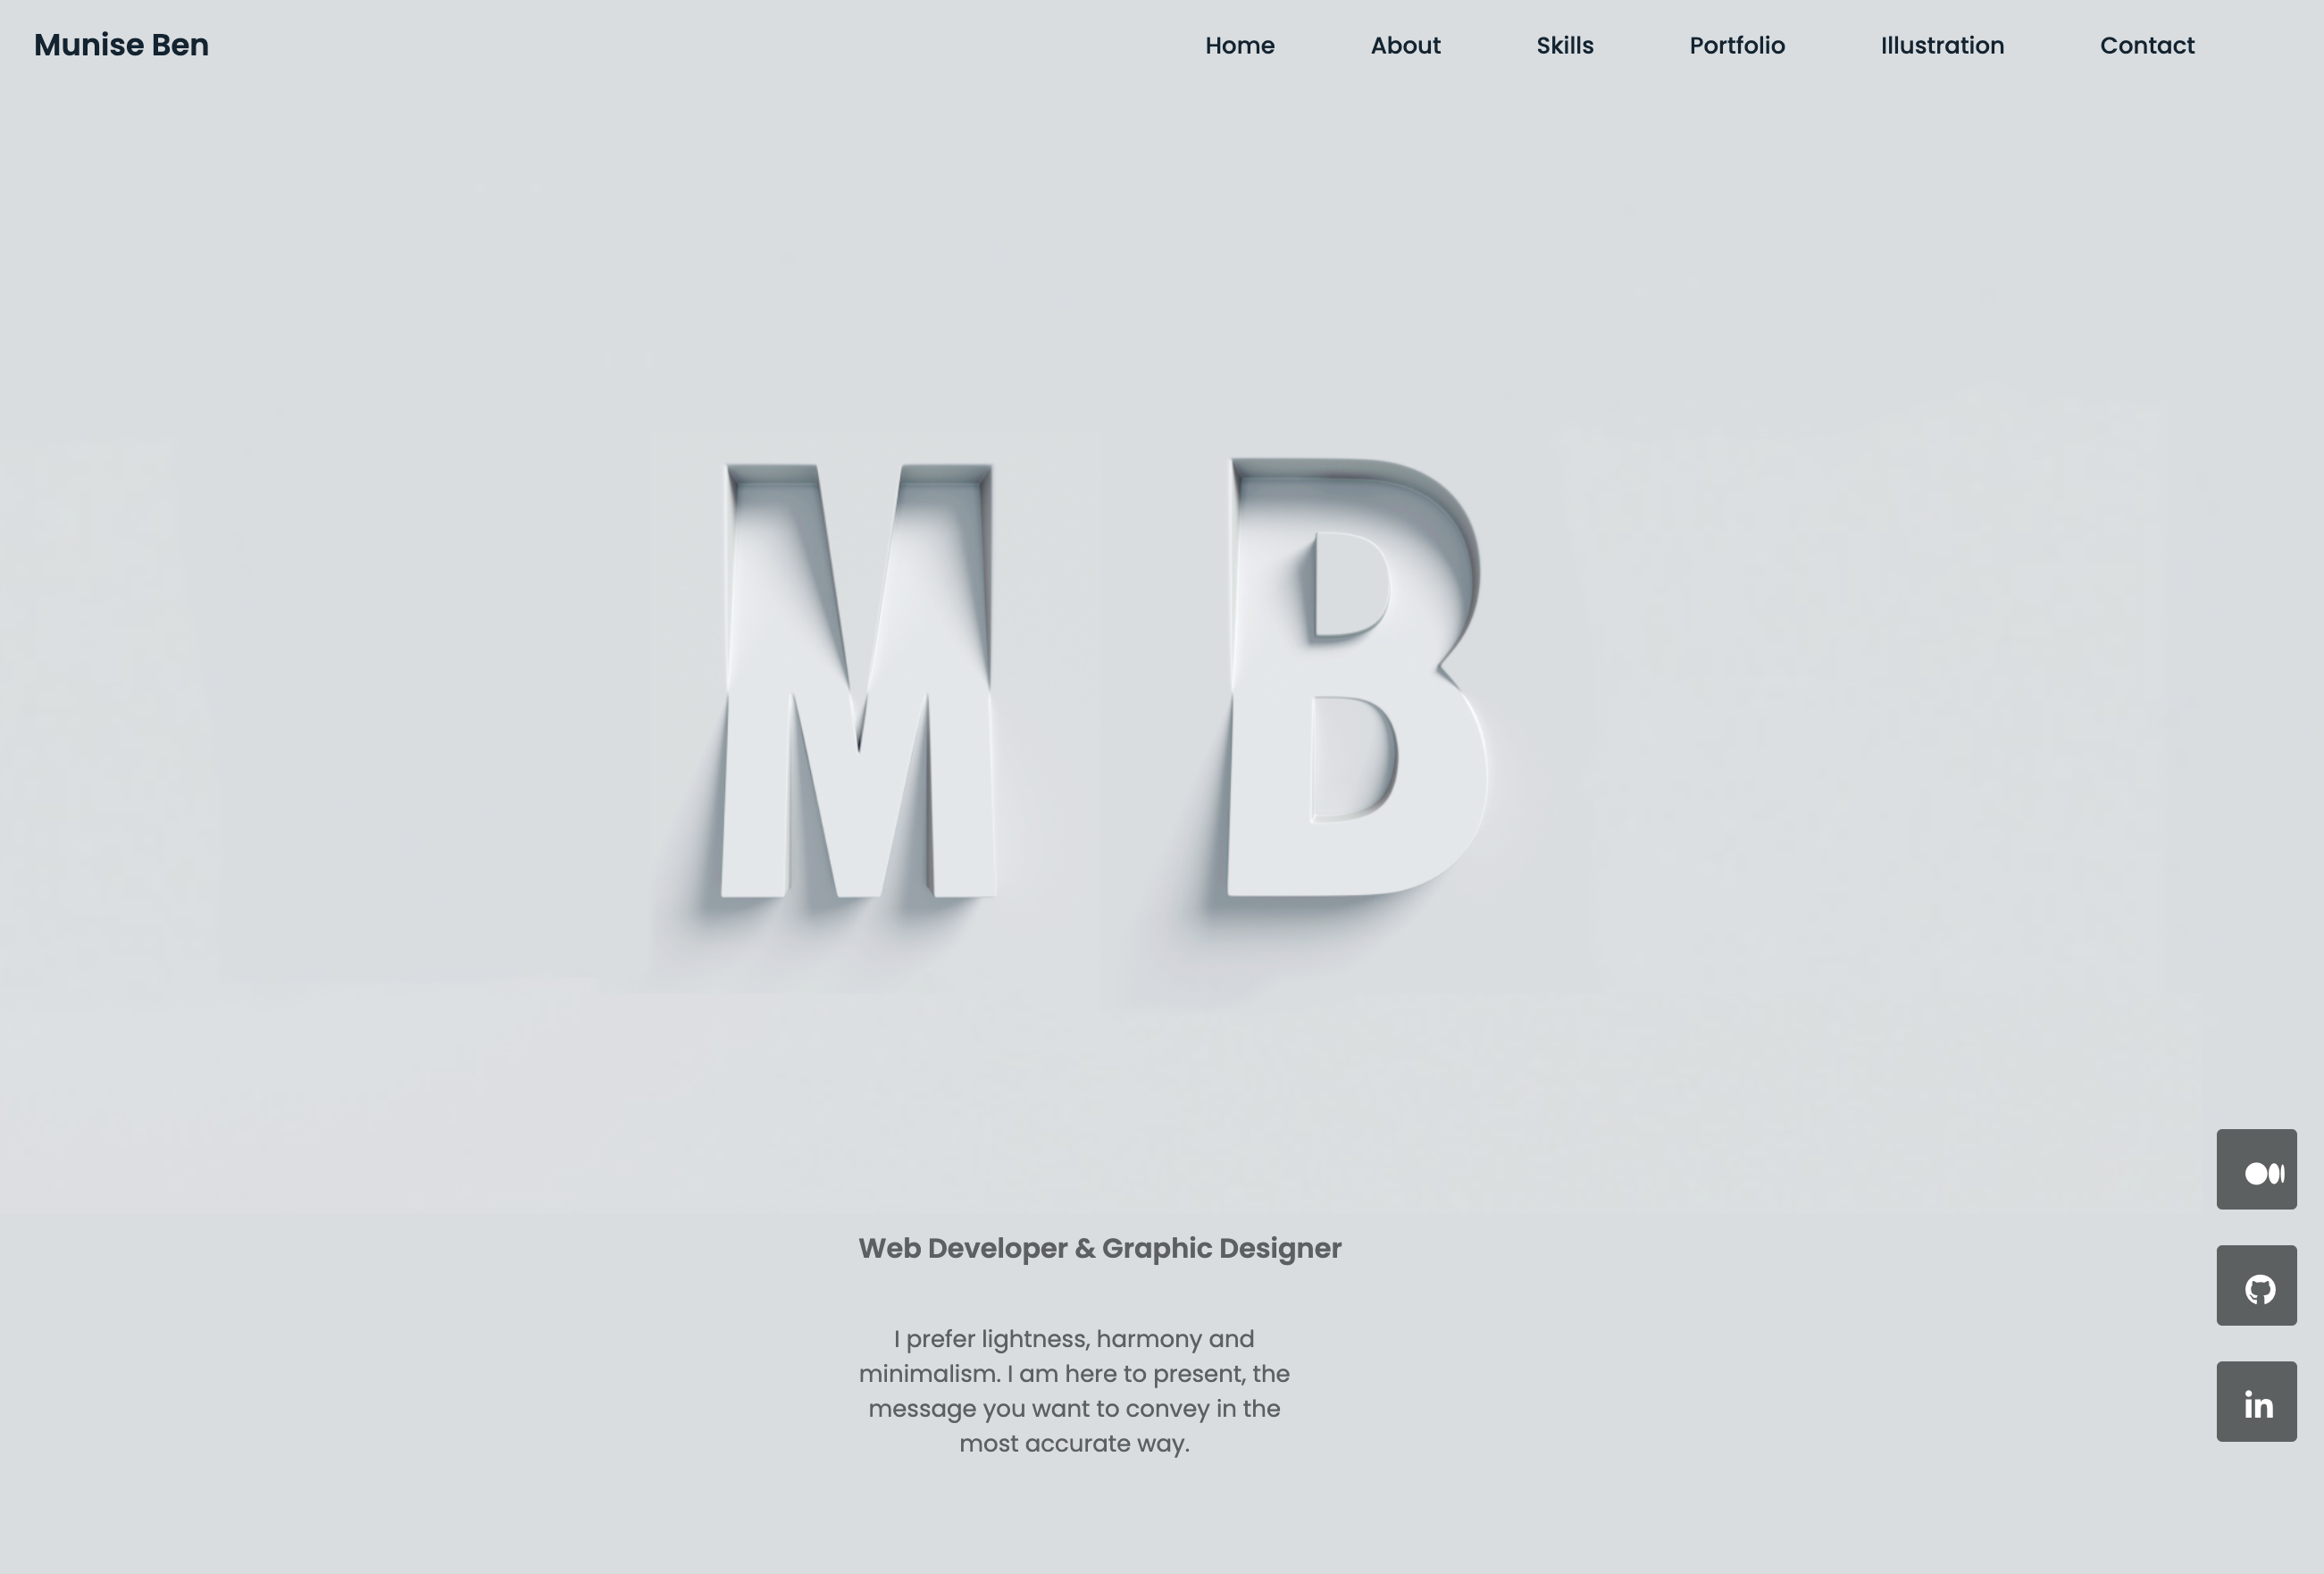 Munise Ben
Home About Skills Portfolio Illustration Contact
M B
Web Developer & Graphic Designer
I prefer lightness, harmony and
minimalism. I am here to present, the
message you want to convey in the
most accurate way.
in